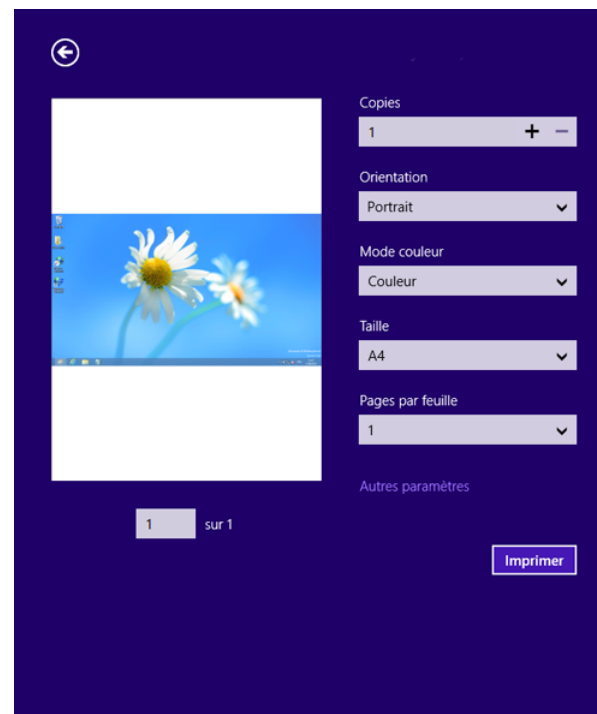 Copies
1
Orientation
Portrait
Mode couleur
Couleur
Taille
A4
Pages par feuille
1
Autres paramètres
1 sur 1
Imprimer